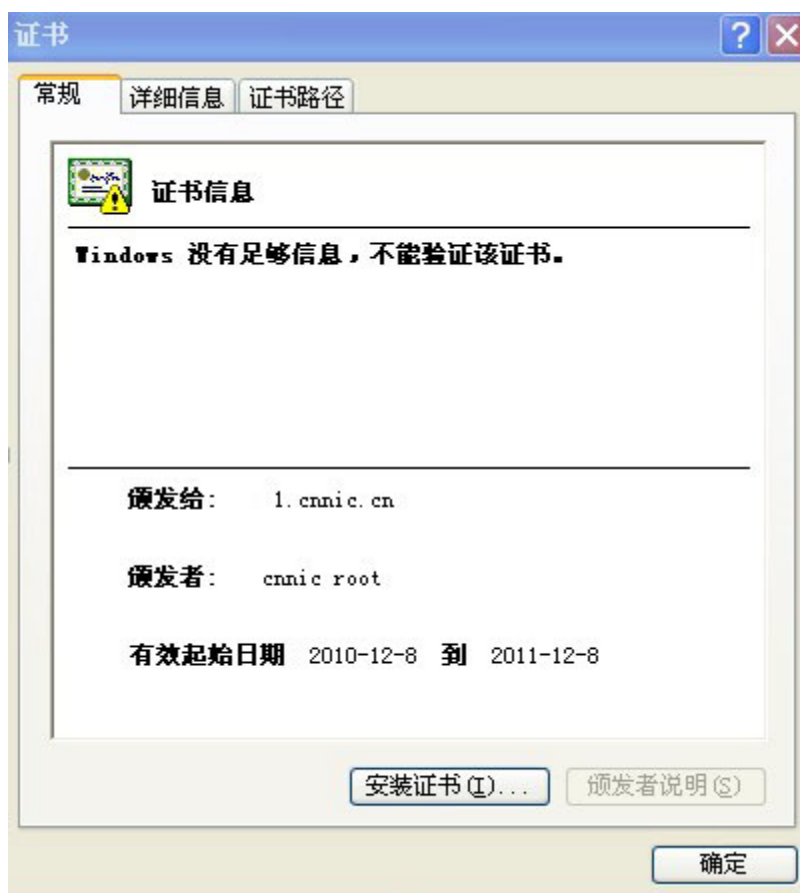 证书
常规 详细信息 证书路径
证书信息
Windows 没有足够信息，不能验证该证书。
颁发给: 1.cnnic.cn
颁发者: cnnic root
有效起始日期 2010-12-8 到 2011-12-8
安装证书(I)... 颁发者说明(S)
确定